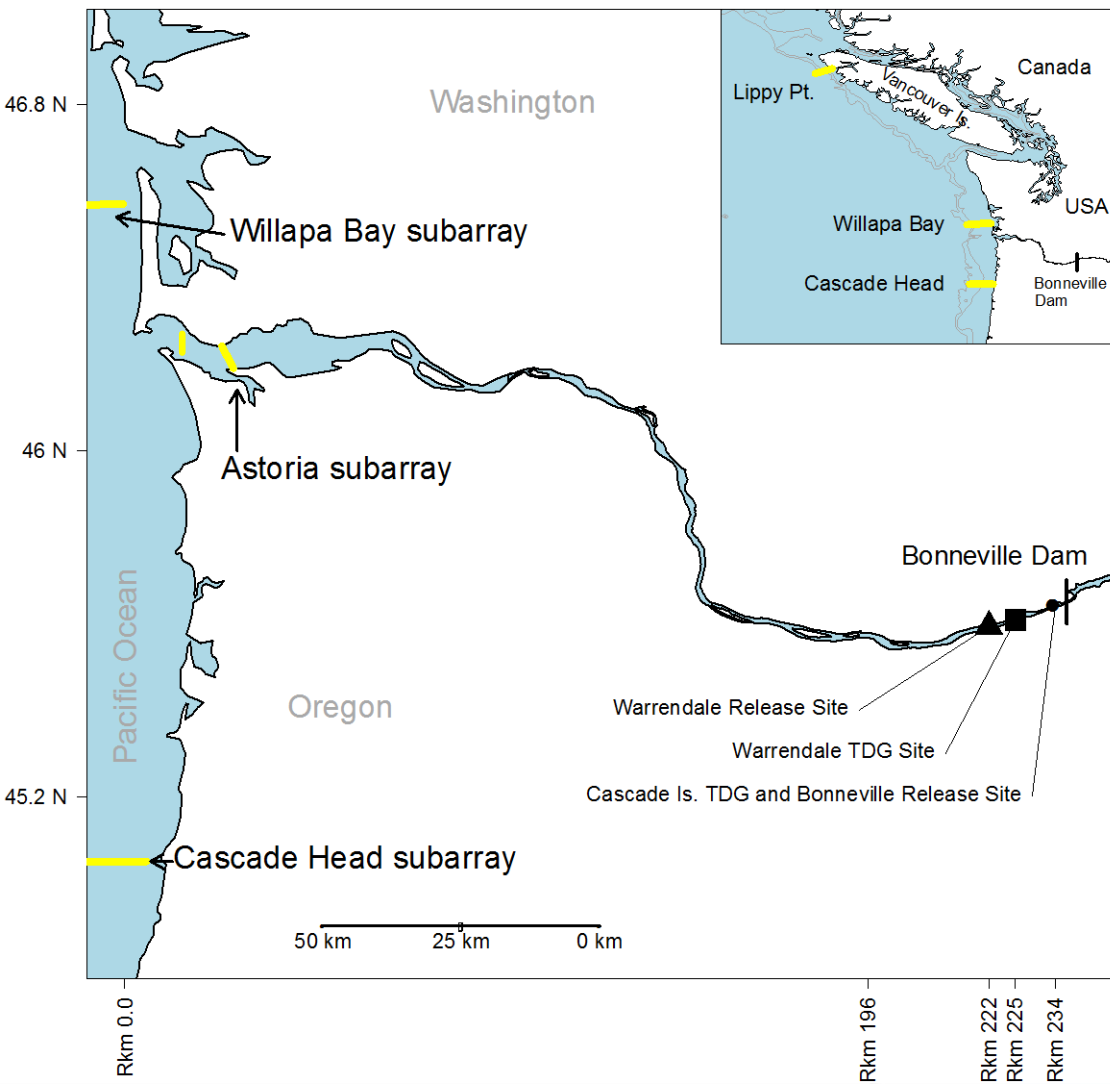 46.8 N
46 N
45.2 N
Washington
Willapa Bay subarray
Astoria subarray
Pacific Ocean
Oregon
Cascade Head subarray
Bonneville Dam
Warrendale Release Site
Warrendale TDG Site
Cascade Is. TDG and Bonneville Release Site
50 km
25 km
0 km
Rkm 0.0
Rkm 196
Rkm 222
Rkm 225
Rkm 234
Canada
Lippy Pt.
Vancouver Is.
USA
Willapa Bay
Cascade Head
Bonneville
Dam